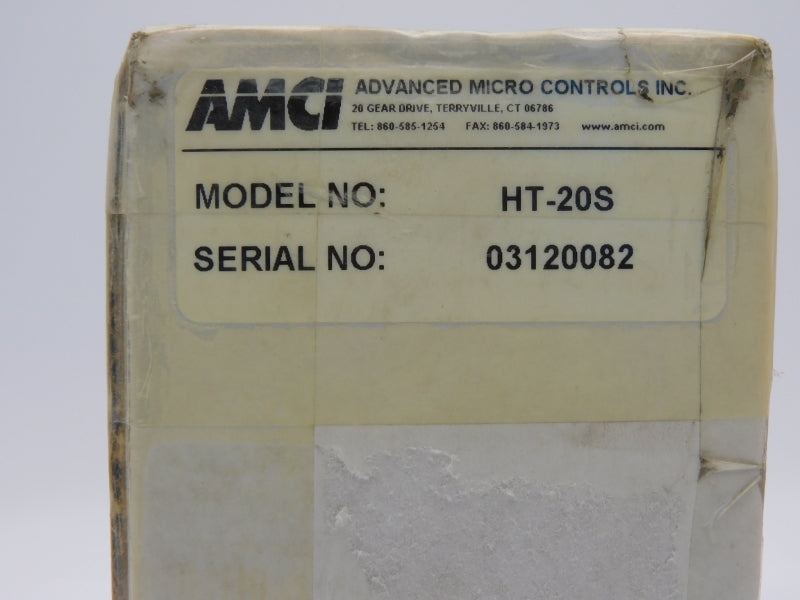 AMCI ADVANCED MICRO CONTROLS INC.
20 GEAR DRIVE, TERRYVILLE, CT 06786
TEL: 860-585-1254 FAX: 860-584-1973 www.amci.com
MODEL NO: HT-20S
SERIAL NO: 03120082